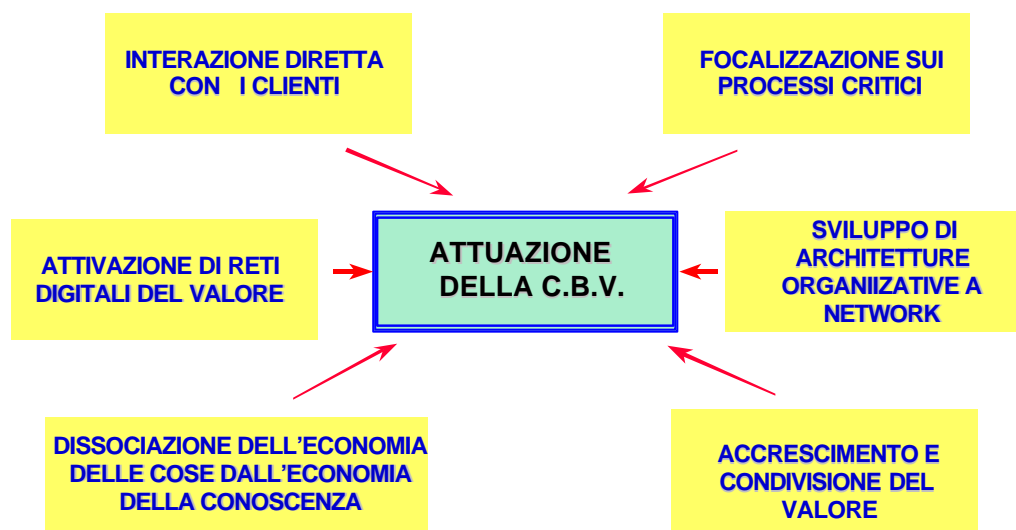 INTERAZIONE DIRETTA
CON I CLIENTI
FOCALIZZAZIONE SUI
PROCESSI CRITICI
ATTIVAZIONE DI RETI
DIGITALI DEL VALORE
ATTUAZIONE
DELLA C.B.V.
SVILUPPO DI
ARCHITETTURE
ORGANIIZATIVE A
NETWORK
DISSOCIAZIONE DELL’ECONOMIA
DELLE COSE DALL’ECONOMIA
DELLA CONOSCENZA
ACCRESCIMENTO E
CONDIVISIONE DEL
VALORE